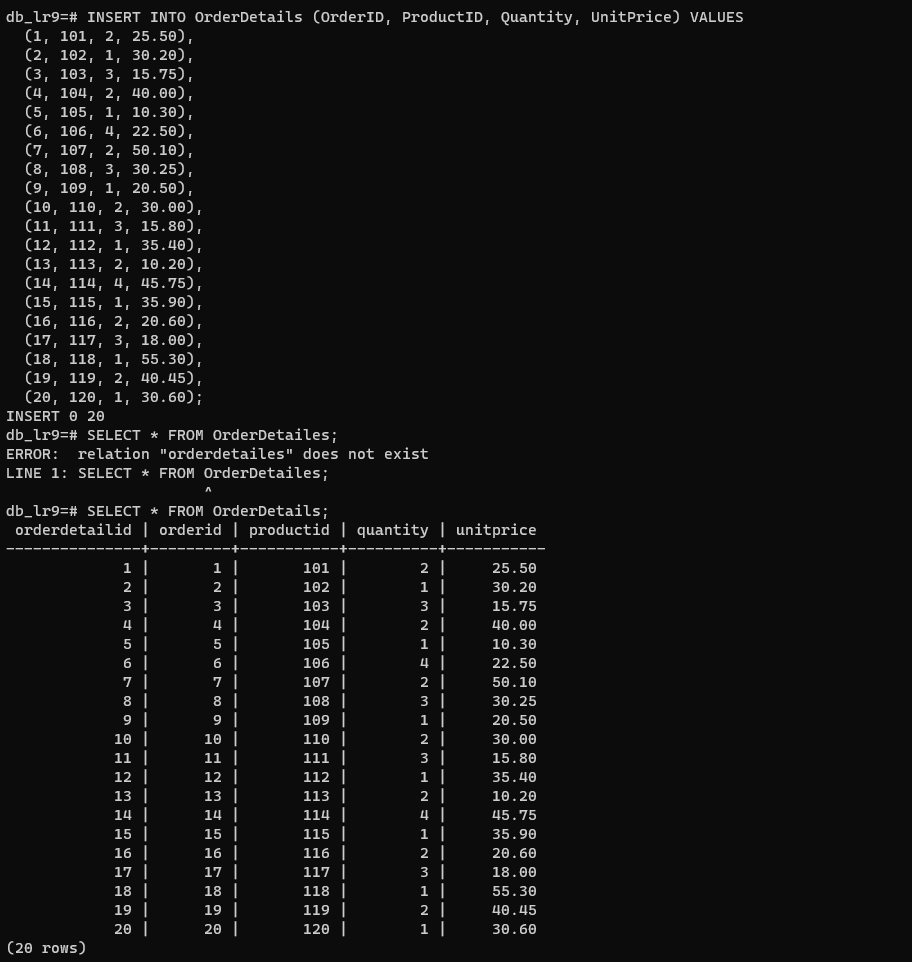 db_lr9=# INSERT INTO OrderDetails (OrderID, ProductID, Quantity, UnitPrice) VALUES
  (1, 101, 2, 25.50),
  (2, 102, 1, 30.20),
  (3, 103, 3, 15.75),
  (4, 104, 2, 40.00),
  (5, 105, 1, 10.30),
  (6, 106, 4, 22.50),
  (7, 107, 2, 50.10),
  (8, 108, 3, 30.25),
  (9, 109, 1, 20.50),
  (10, 110, 2, 30.00),
  (11, 111, 3, 15.80),
  (12, 112, 1, 35.40),
  (13, 113, 2, 10.20),
  (14, 114, 4, 45.75),
  (15, 115, 1, 35.90),
  (16, 116, 2, 20.60),
  (17, 117, 3, 18.00),
  (18, 118, 1, 55.30),
  (19, 119, 2, 40.45),
  (20, 120, 1, 30.60);
INSERT 0 20
db_lr9=# SELECT * FROM OrderDetailes;
ERROR:  relation "orderdetailes" does not exist
LINE 1: SELECT * FROM OrderDetailes;
                      ^
db_lr9=# SELECT * FROM OrderDetails;
 orderdetailid | orderid | productid | quantity | unitprice
---------------+---------+-----------+----------+-----------
             1 |       1 |       101 |        2 |     25.50
             2 |       2 |       102 |        1 |     30.20
             3 |       3 |       103 |        3 |     15.75
             4 |       4 |       104 |        2 |     40.00
             5 |       5 |       105 |        1 |     10.30
             6 |       6 |       106 |        4 |     22.50
             7 |       7 |       107 |        2 |     50.10
             8 |       8 |       108 |        3 |     30.25
             9 |       9 |       109 |        1 |     20.50
            10 |      10 |       110 |        2 |     30.00
            11 |      11 |       111 |        3 |     15.80
            12 |      12 |       112 |        1 |     35.40
            13 |      13 |       113 |        2 |     10.20
            14 |      14 |       114 |        4 |     45.75
            15 |      15 |       115 |        1 |     35.90
            16 |      16 |       116 |        2 |     20.60
            17 |      17 |       117 |        3 |     18.00
            18 |      18 |       118 |        1 |     55.30
            19 |      19 |       119 |        2 |     40.45
            20 |      20 |       120 |        1 |     30.60
(20 rows)